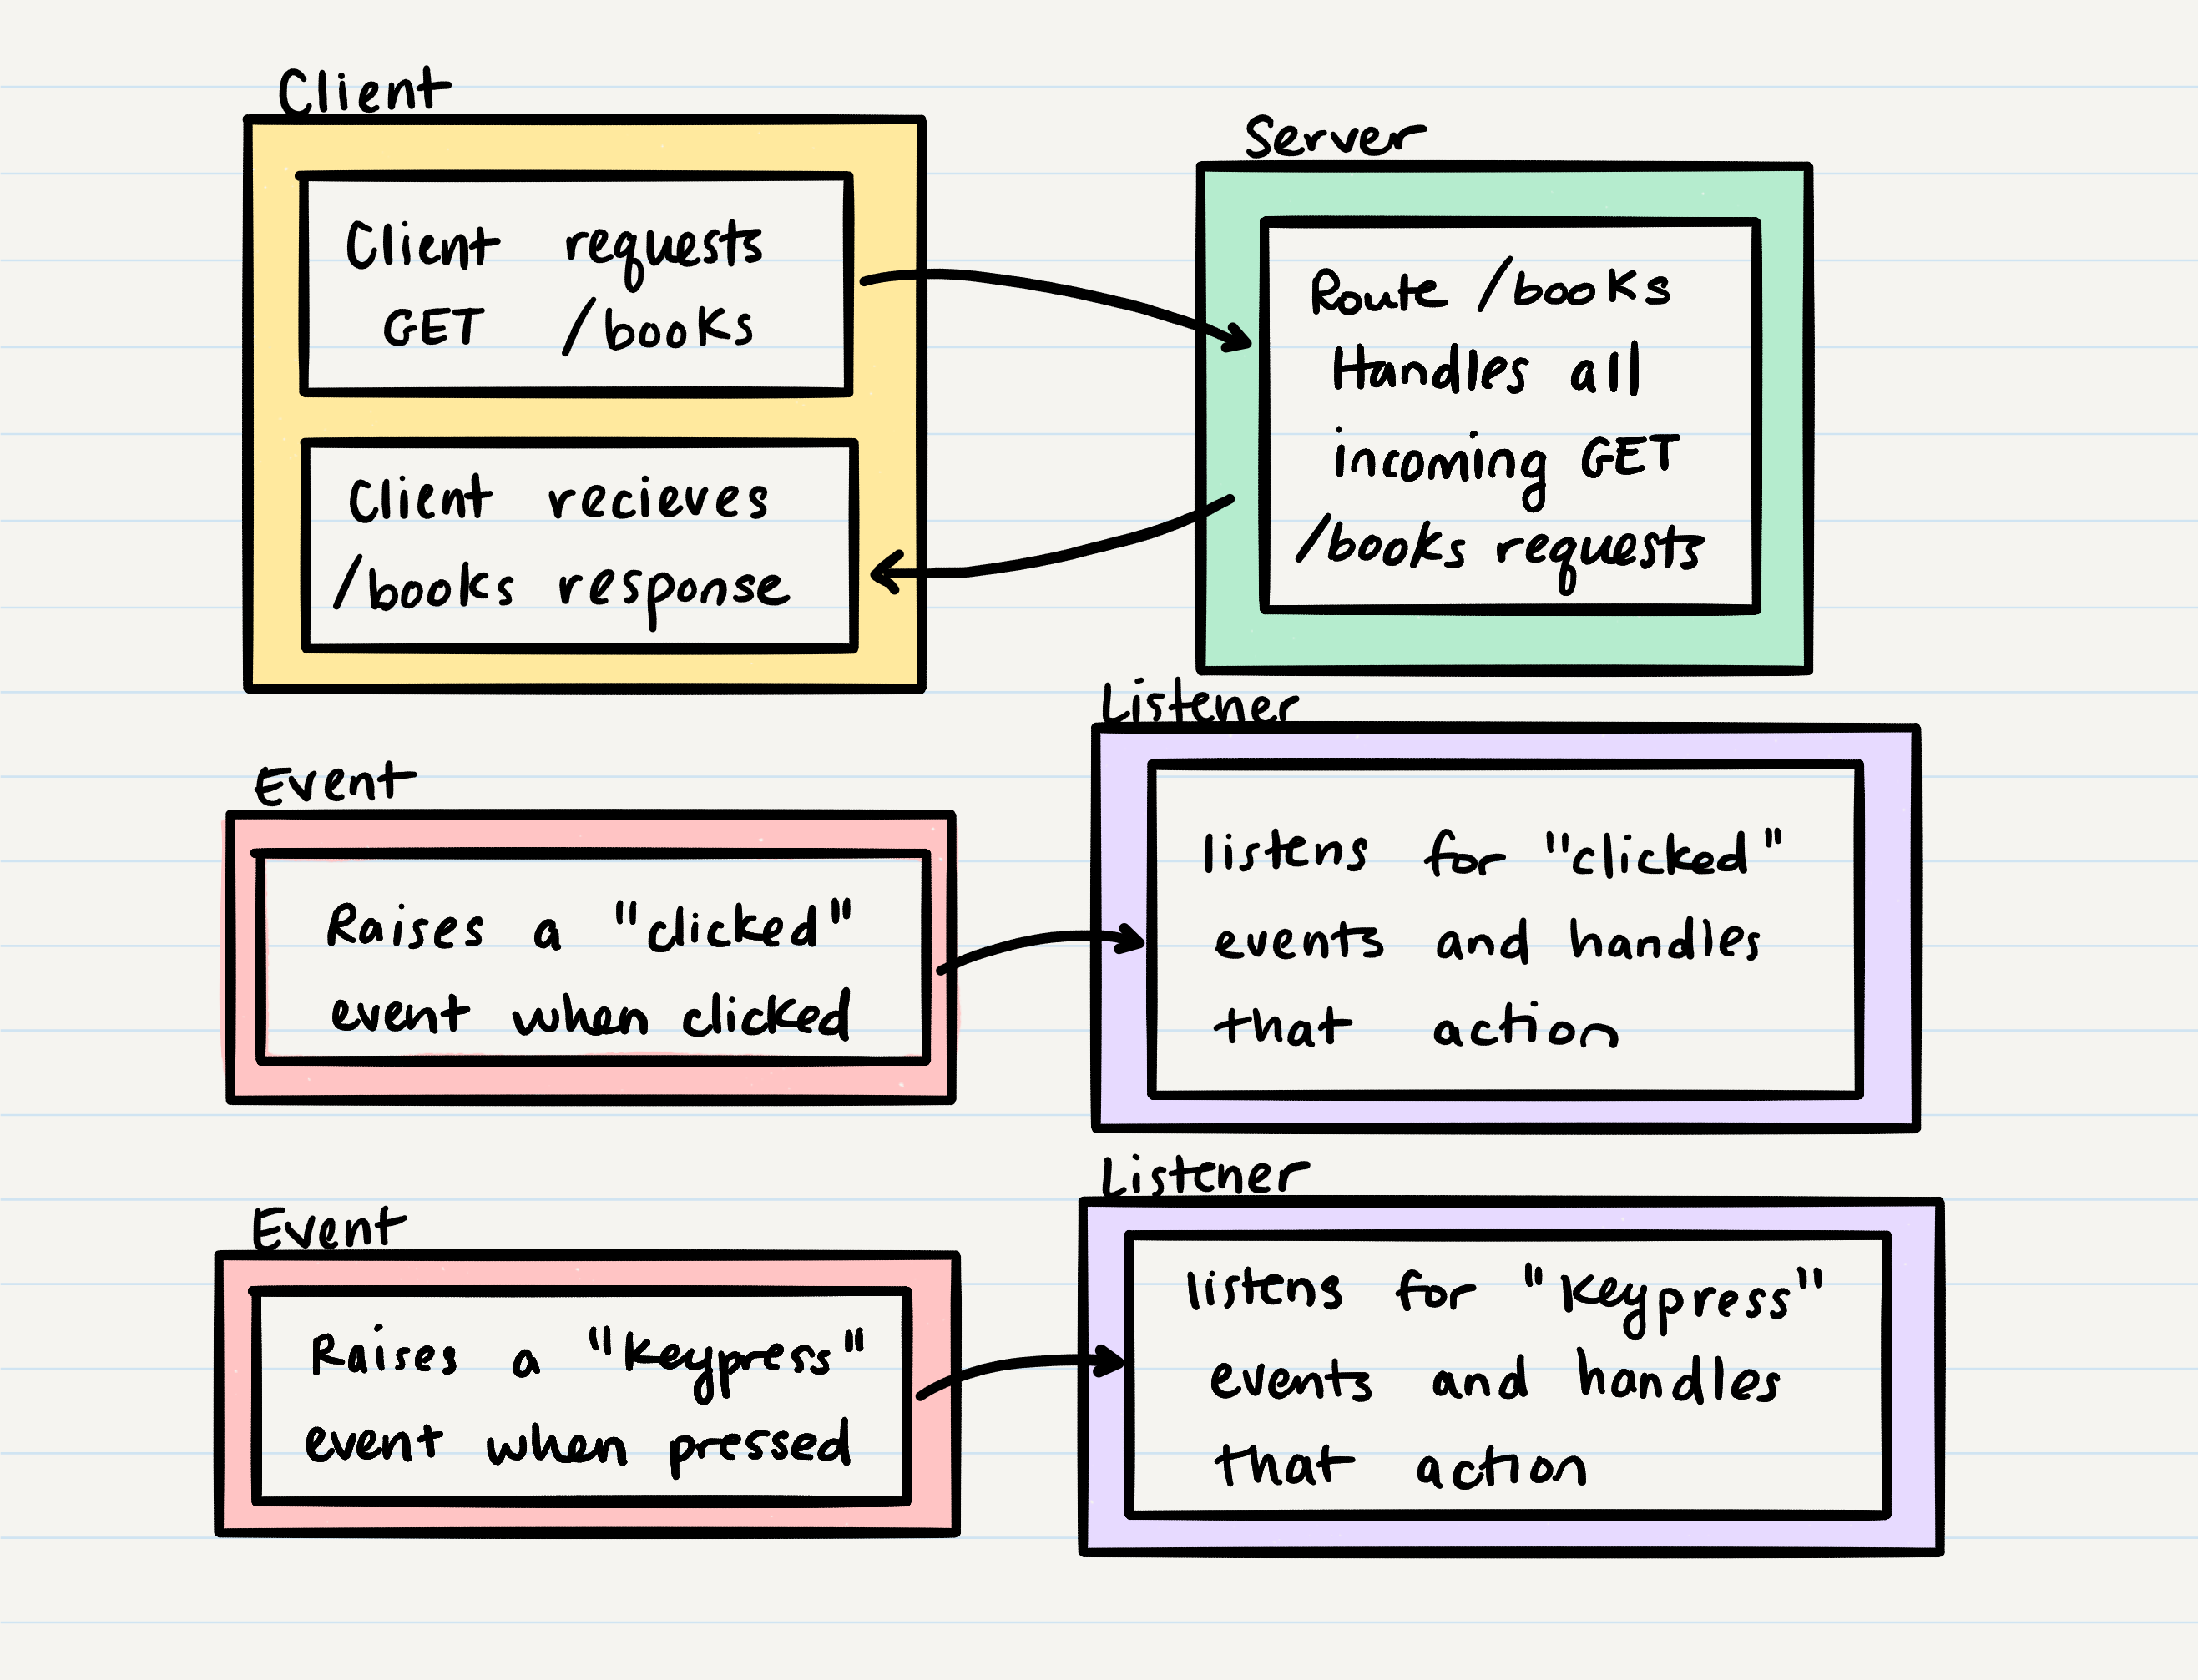 Client
Client requests
GET /books
Client recieves
/books response
Server
Route /books
Handles all
incoming GET
/books requests
Event
Raises a "clicked"
event when clicked
Listener
listens for "clicked"
events and handles
that action
Event
Raises a "keypress"
event when pressed
Listener
listens for "keypress"
events and handles
that action